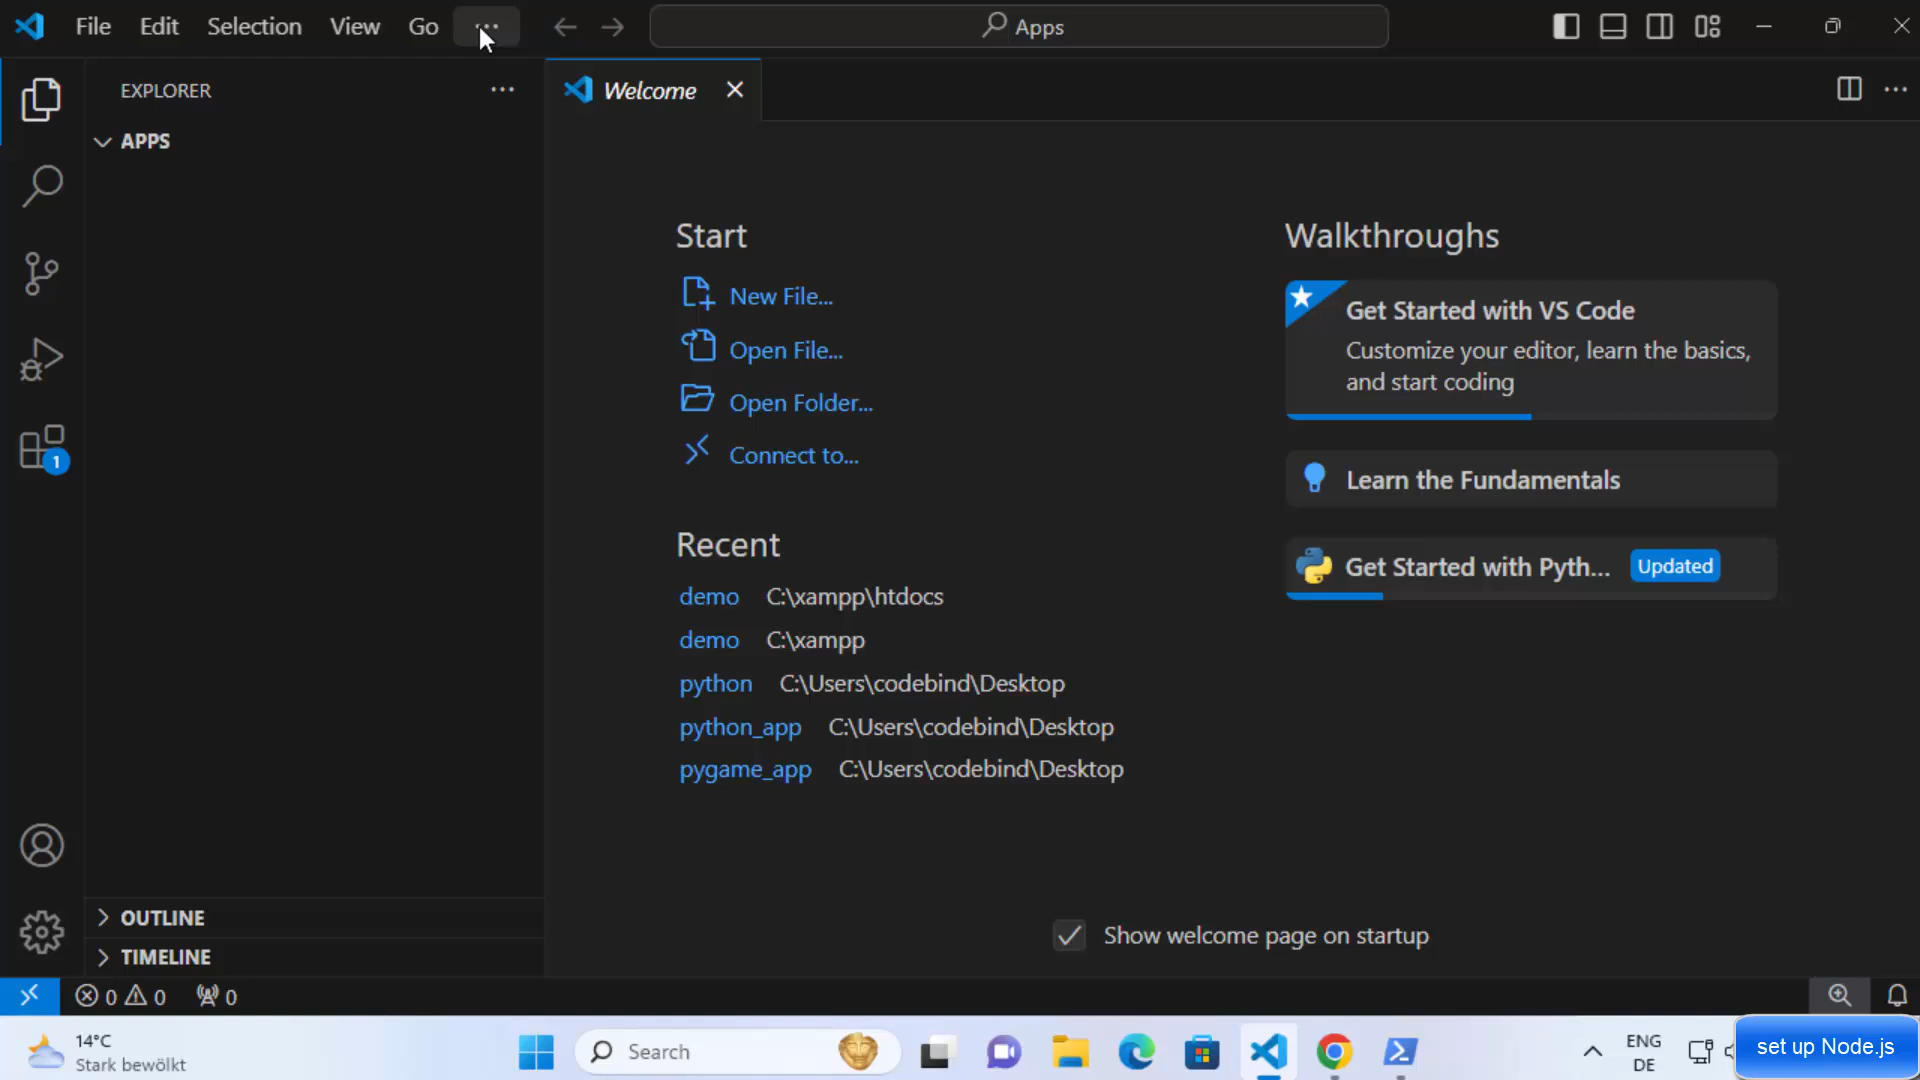 File Edit Selection View Go ... Apps
EXPLORER ...
Welcome
APPS
Start
New File...
Open File...
Open Folder...
Connect to...
Recent
demo C:\xampp\htdocs
demo C:\xampp
python C:\Users\codebind\Desktop
python_app C:\Users\codebind\Desktop
pygame_app C:\Users\codebind\Desktop
Walkthroughs
Get Started with VS Code
Customize your editor, learn the basics,
and start coding
Learn the Fundamentals
Get Started with Pyth... Updated
1
Show welcome page on startup
OUTLINE
TIMELINE
0 0 0
14°C
Stark bewölkt
Search
ENG
DE
set up Node.js